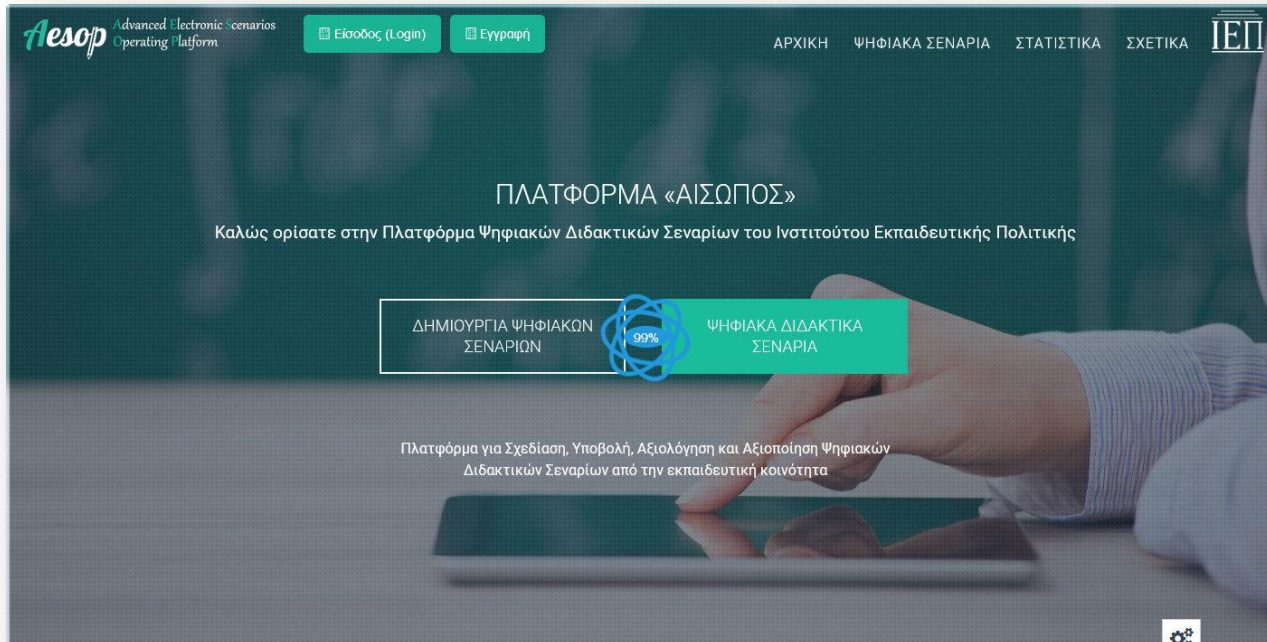 Aesop
Advanced Electronic Scenarios
Operating Platform
Είσοδος (Login)
Εγγραφή
ΑΡΧΙΚΗ
ΨΗΦΙΑΚΑ ΣΕΝΑΡΙΑ
ΣΤΑΤΙΣΤΙΚΑ
ΣΧΕΤΙΚΑ
ΙΕΠ
ΠΛΑΤΦΟΡΜΑ «ΑΙΣΩΠΟΣ»
Καλώς ορίσατε στην Πλατφόρμα Ψηφιακών Διδακτικών Σεναρίων του Ινστιτούτου Εκπαιδευτικής Πολιτικής
ΔΗΜΙΟΥΡΓΙΑ ΨΗΦΙΑΚΩΝ
ΣΕΝΑΡΙΩΝ
99%
ΨΗΦΙΑΚΑ ΔΙΔΑΚΤΙΚΑ
ΣΕΝΑΡΙΑ
Πλατφόρμα για Σχεδίαση, Υποβολή, Αξιολόγηση και Αξιοποίηση Ψηφιακών
Διδακτικών Σεναρίων από την εκπαιδευτική κοινότητα